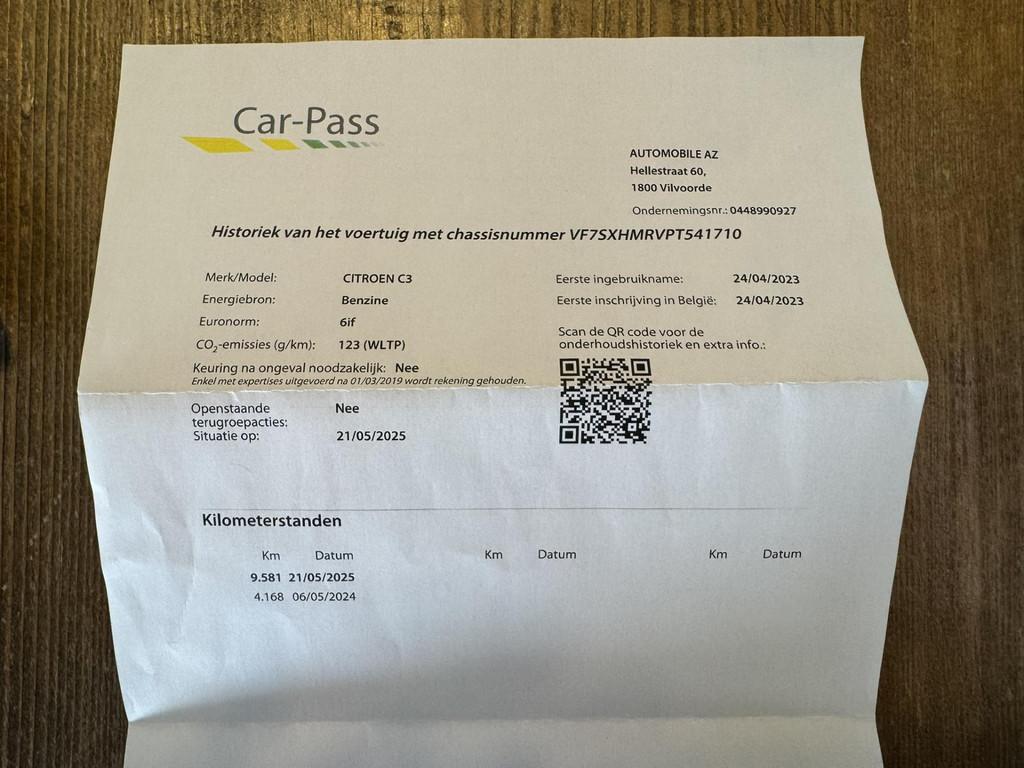 Car-Pass
AUTOMOBILE AZ
Hellestraat 60,
1800 Vilvoorde
Ondernemingsnr.: 0448990927
Historiek van het voertuig met chassisnummer VF7SXHMRVPT541710
Merk/Model: CITROEN C3
Energiebron: Benzine
Euronorm: 6if
CO₂-emissies (g/km): 123 (WLTP)
Keuring na ongeval noodzakelijk: Nee
Enkel met expertises uitgevoerd na 01/03/2019 wordt rekening gehouden.
Openstaande Nee
terugroepacties:
Situatie op: 21/05/2025
Eerste ingebruikname: 24/04/2023
Eerste inschrijving in België: 24/04/2023
Scan de QR code voor de
onderhoudshistoriek en extra info.:
Kilometerstanden
Km Datum Km Datum Km Datum
9.581 21/05/2025
4.168 06/05/2024